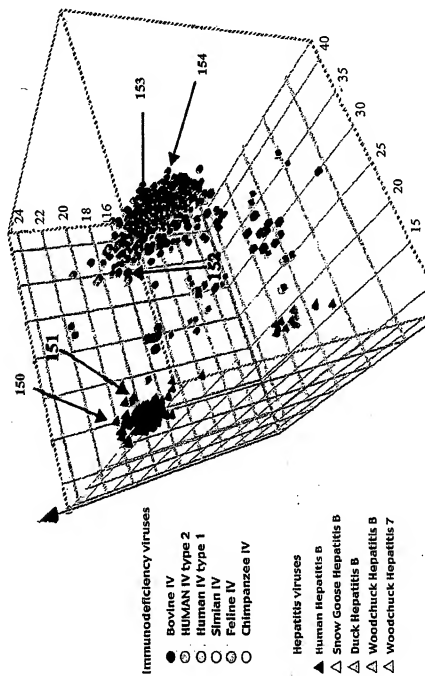 150
151
152
153
154
24
22
20
18
16
40
35
30
25
20
15
Immunodeficiency viruses
Bovine IV
HUMAN IV type 2
Human IV type 1
Simian IV
Feline IV
Chimpanzee IV
Hepatitis viruses
Human Hepatitis B
Snow Goose Hepatitis B
Duck Hepatitis B
Woodchuck Hepatitis B
Woodchuck Hepatitis 7